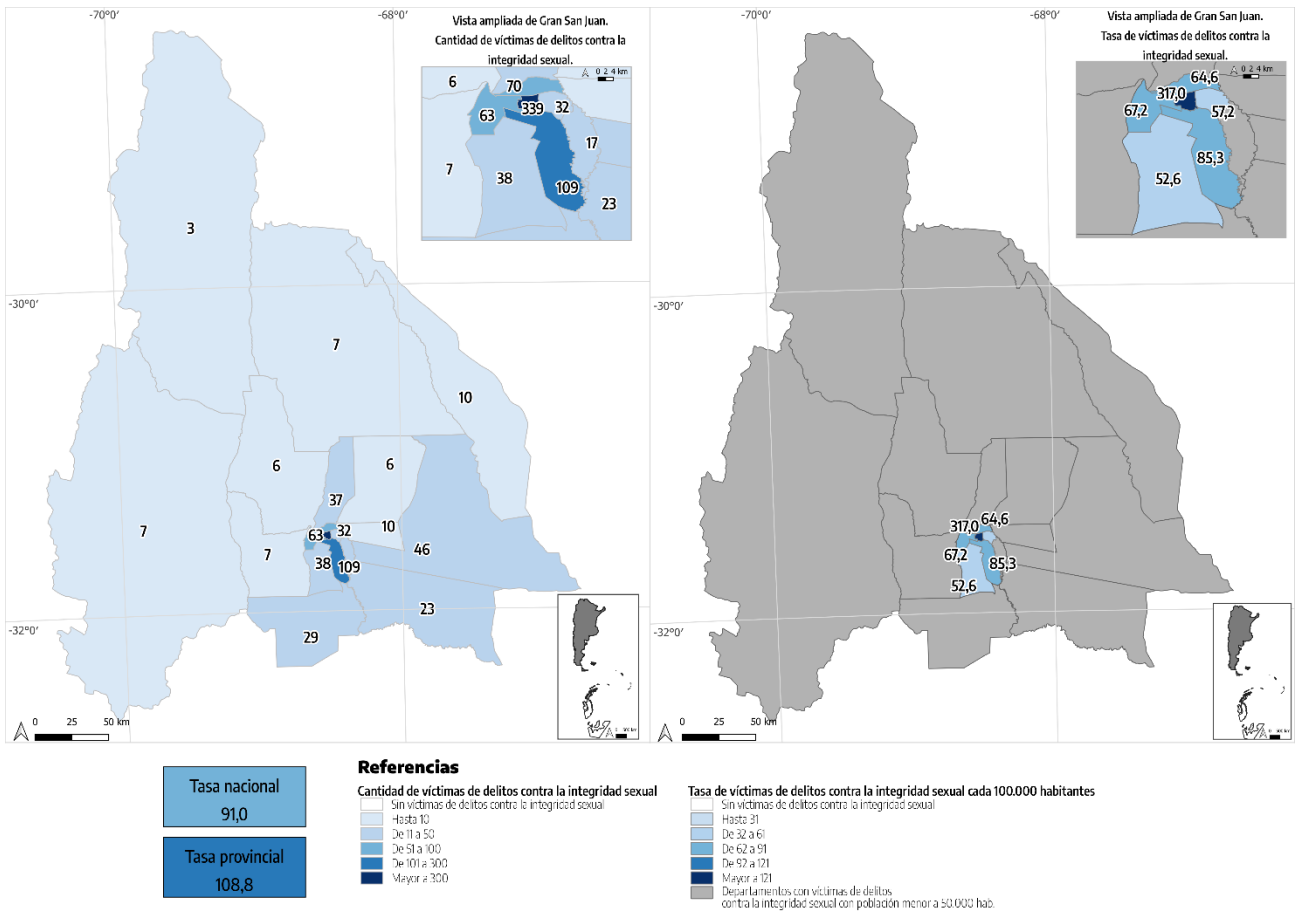 -70°0'
-68°0'
Vista ampliada de Gran San Juan.
Cantidad de víctimas de delitos contra la
integridad sexual.
0 2 4 km
6
70
63
339
32
17
7
38
109
23
3
-30°0'
7
10
6
6
37
10
63
32
7
7
38
109
46
23
29
-32°0'
0 25 50 km
-70°0'
-68°0'
Vista ampliada de Gran San Juan.
Tasa de víctimas de delitos contra la
integridad sexual.
0 2 4 km
64,6
317,0
67,2
57,2
85,3
52,6
-30°0'
317,0
64,6
67,2
85,3
52,6
-32°0'
0 25 50 km
Tasa nacional
91,0
Tasa provincial
108,8
Referencias
Cantidad de víctimas de delitos contra la integridad sexual
Sin víctimas de delitos contra la integridad sexual
Hasta 10
De 11 a 50
De 51 a 100
De 101 a 300
Mayor a 300
Tasa de víctimas de delitos contra la integridad sexual cada 100.000 habitantes
Sin víctimas de delitos contra la integridad sexual
Hasta 31
De 32 a 61
De 62 a 91
De 92 a 121
Mayor a 121
Departamentos con víctimas de delitos
contra la integridad sexual con población menor a 50.000 hab.